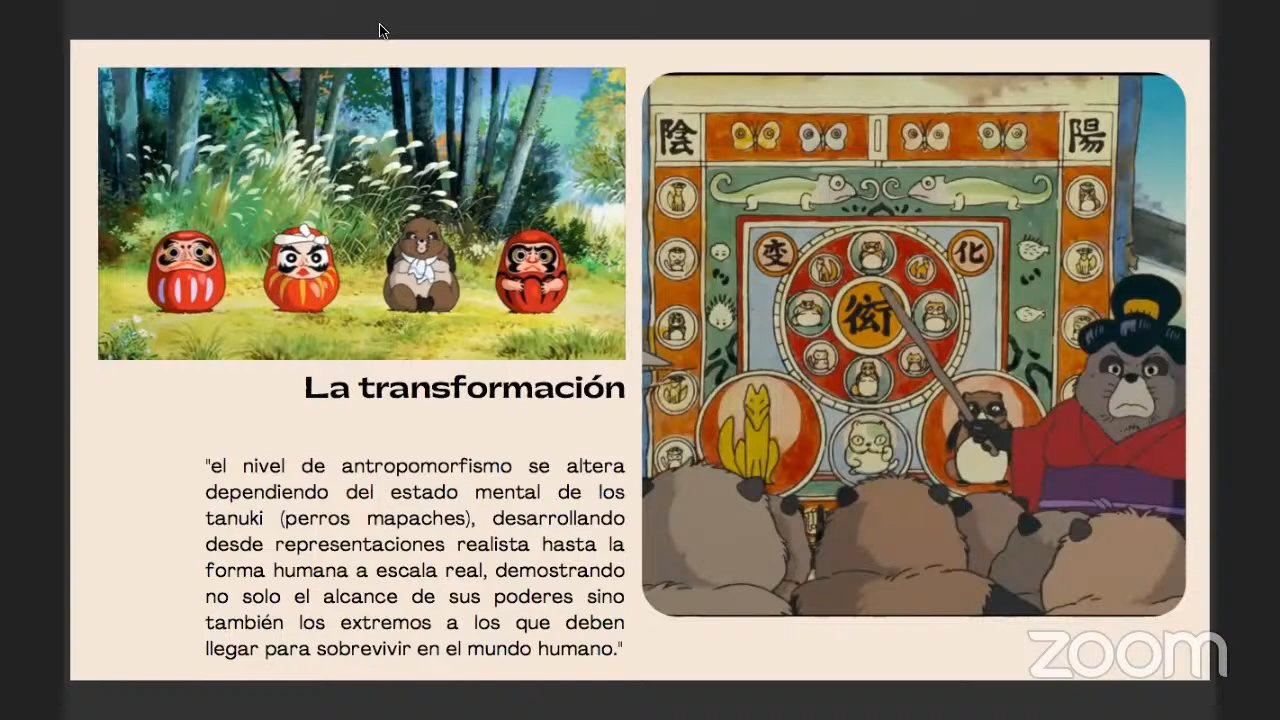 陰
陽
変
化
術
La transformación
"el nivel de antropomorfismo se altera
dependiendo del estado mental de los
tanuki (perros mapaches), desarrollando
desde representaciones realista hasta la
forma humana a escala real, demostrando
no solo el alcance de sus poderes sino
también los extremos a los que deben
llegar para sobrevivir en el mundo humano."
zoom